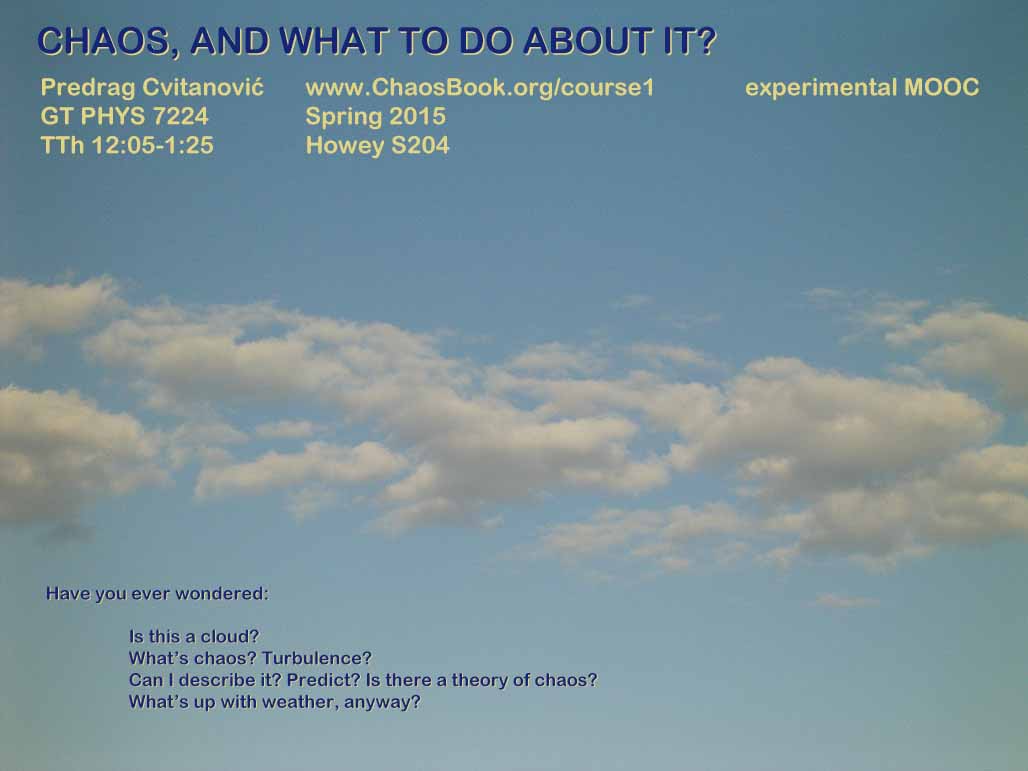 CHAOS, AND WHAT TO DO ABOUT IT?
Predrag Cvitanović www.ChaosBook.org/course1 experimental MOOC
GT PHYS 7224 Spring 2015
TTh 12:05-1:25 Howey S204
Have you ever wondered:
Is this a cloud?
What's chaos? Turbulence?
Can I describe it? Predict? Is there a theory of chaos?
What's up with weather, anyway?